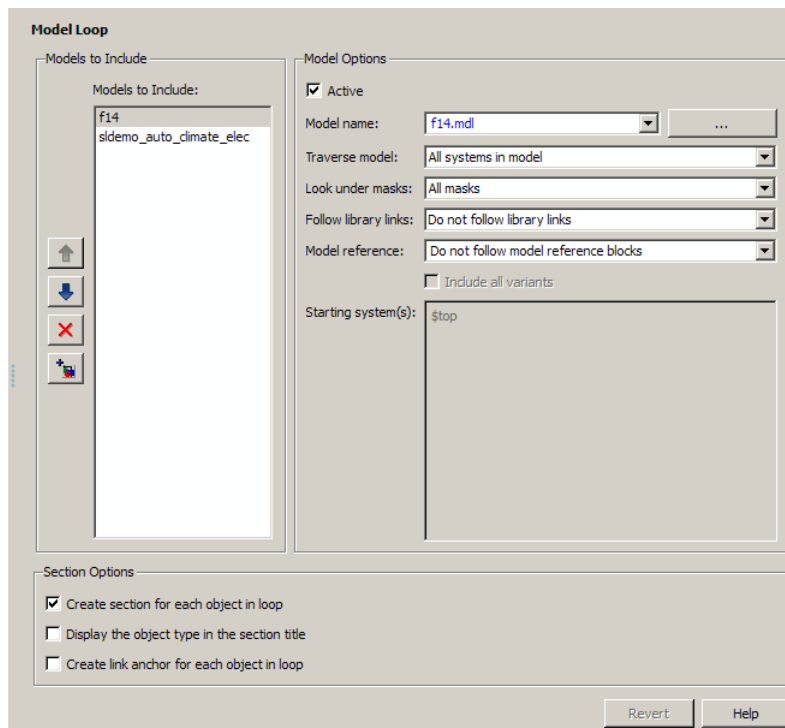 Model Loop
Models to Include
Models to Include:
f14
sldemo_auto_climate_elec
Model Options
Active
Model name: f14.mdl ...
Traverse model: All systems in model
Look under masks: All masks
Follow library links: Do not follow library links
Model reference: Do not follow model reference blocks
Include all variants
Starting system(s): $top
Section Options
Create section for each object in loop
Display the object type in the section title
Create link anchor for each object in loop
Revert Help